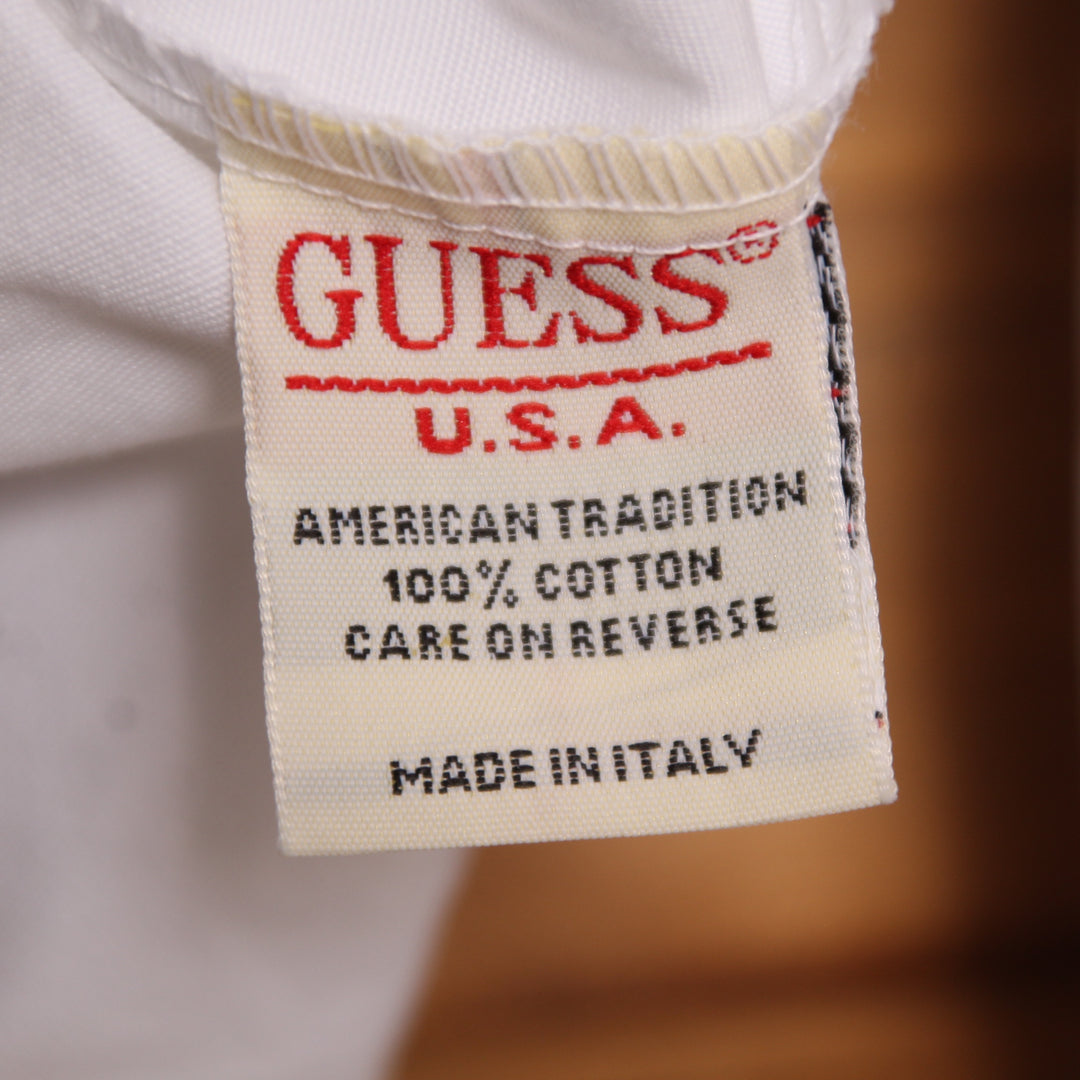 GUESS®
U.S.A.
AMERICAN TRADITION
100% COTTON
CARE ON REVERSE
MADE IN ITALY